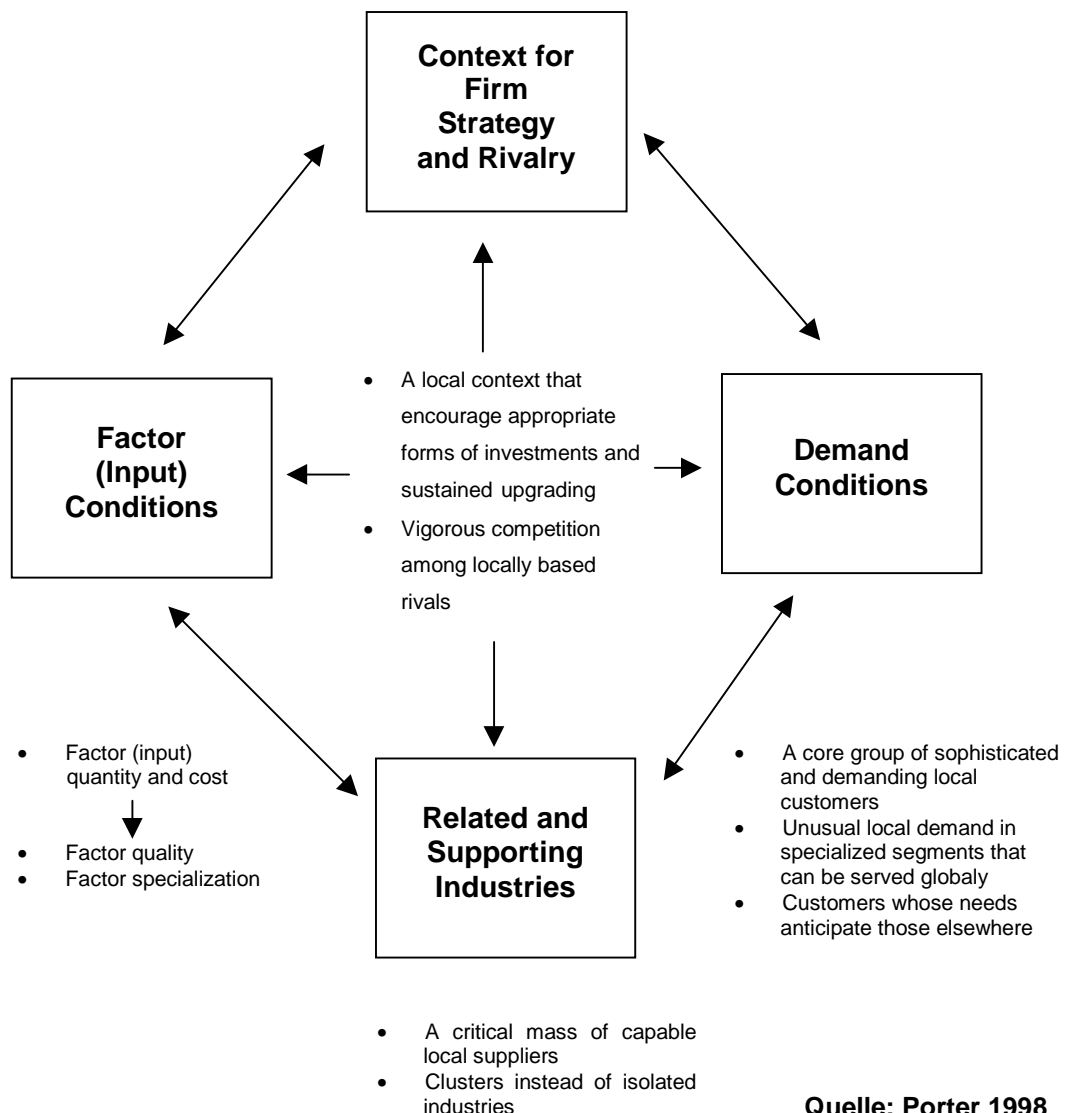 Context for
Firm
Strategy
and Rivalry
Factor
(Input)
Conditions
• A local context that
encourage appropriate
forms of investments and
sustained upgrading
• Vigorous competition
among locally based
rivals
Demand
Conditions
• Factor (input)
quantity and cost
• Factor quality
• Factor specialization
Related and
Supporting
Industries
• A core group of sophisticated
and demanding local
customers
• Unusual local demand in
specialized segments that
can be served globaly
• Customers whose needs
anticipate those elsewhere
• A critical mass of capable
local suppliers
• Clusters instead of isolated
industries
Quelle: Porter 1998